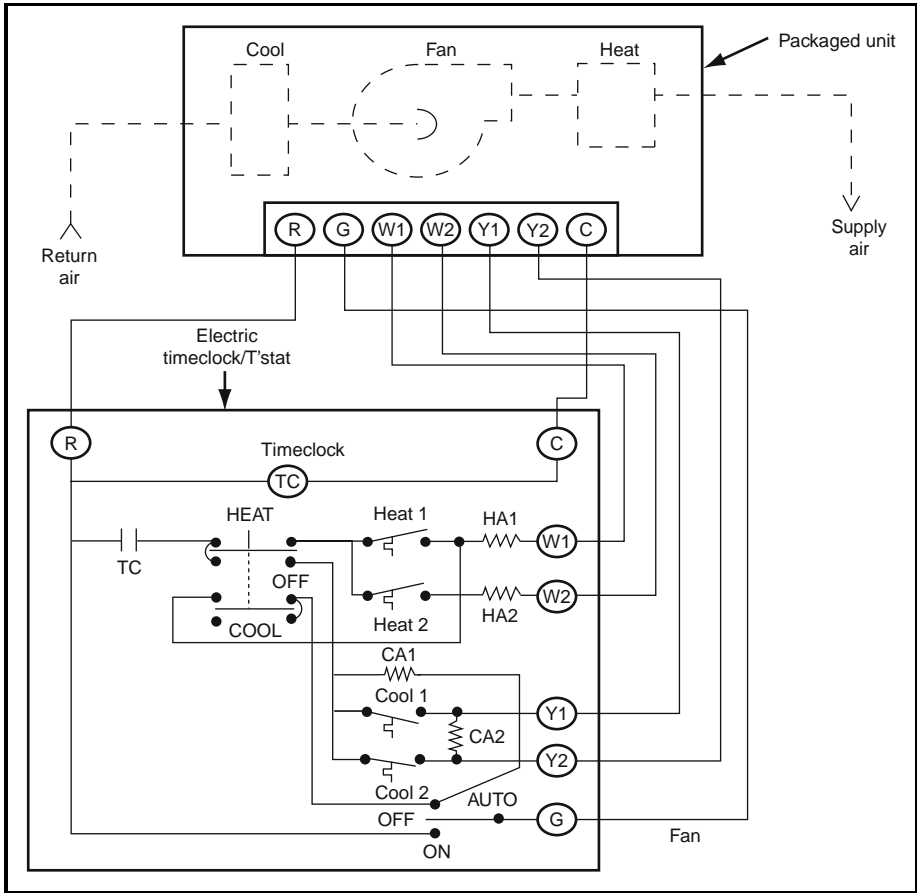 Cool
Fan
Heat
Packaged unit
R
G
W1
W2
Y1
Y2
C
Return
air
Supply
air
Electric
timeclock/T'stat
R
Timeclock
C
TC
HEAT
Heat 1
HA1
W1
TC
OFF
HA2
W2
COOL
Heat 2
CA1
Cool 1
Y1
CA2
Y2
Cool 2
AUTO
OFF
G
Fan
ON